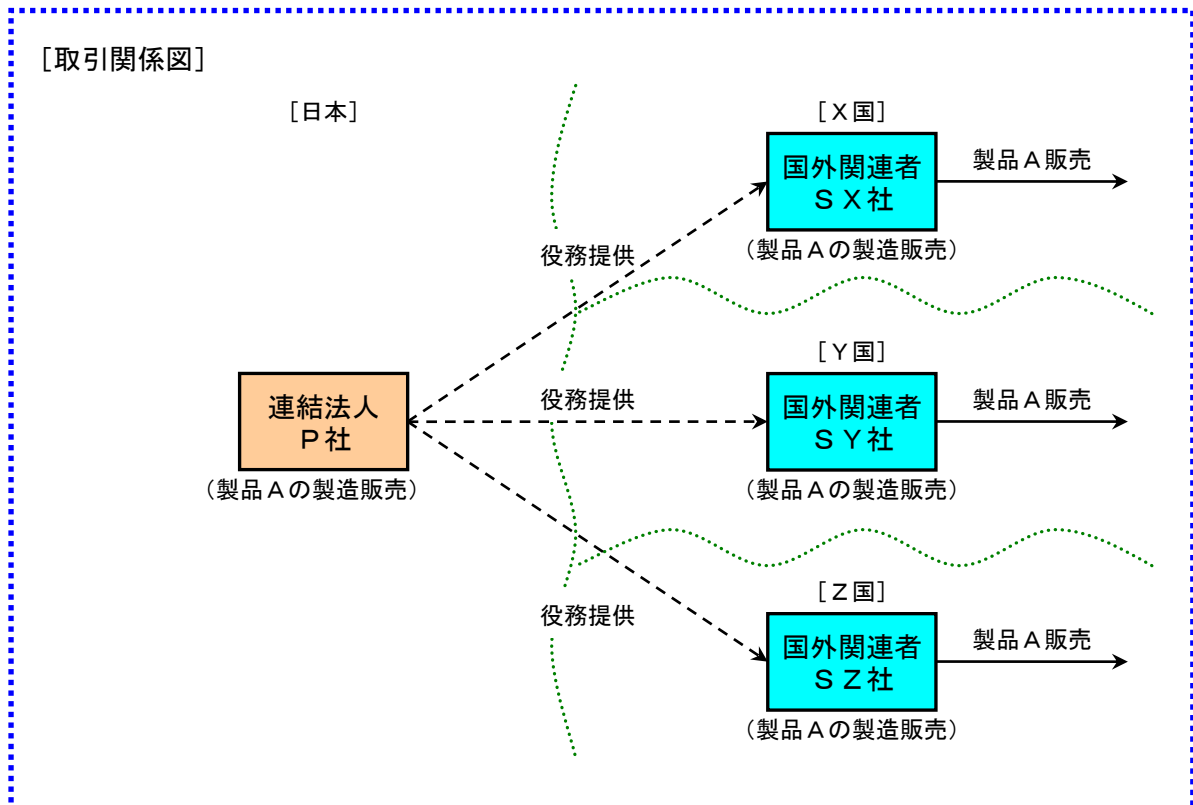 ［取引関係図］
［日本］
［Ｘ国］
国外関連者
ＳＸ社
製品Ａ販売
（製品Ａの製造販売）
役務提供
［Ｙ国］
連結法人
Ｐ社
（製品Ａの製造販売）
役務提供
国外関連者
ＳＹ社
製品Ａ販売
（製品Ａの製造販売）
［Ｚ国］
役務提供
国外関連者
ＳＺ社
製品Ａ販売
（製品Ａの製造販売）